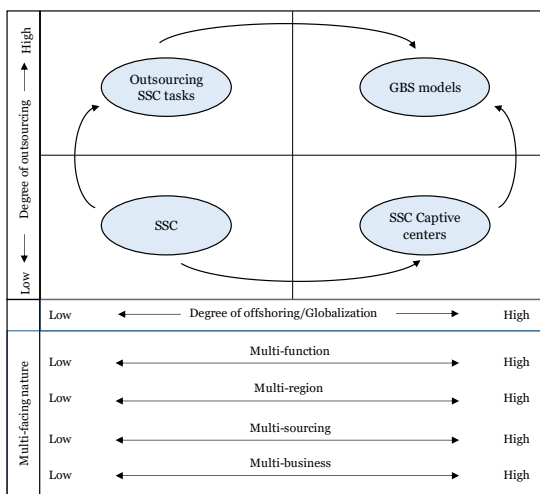 High
Degree of outsourcing
Low
Outsourcing
SSC tasks
GBS models
SSC
SSC Captive
centers
Low
Degree of offshoring/Globalization
High
Multi-facing nature
Multi-function
Low
High
Multi-region
Low
High
Multi-sourcing
Low
High
Multi-business
Low
High